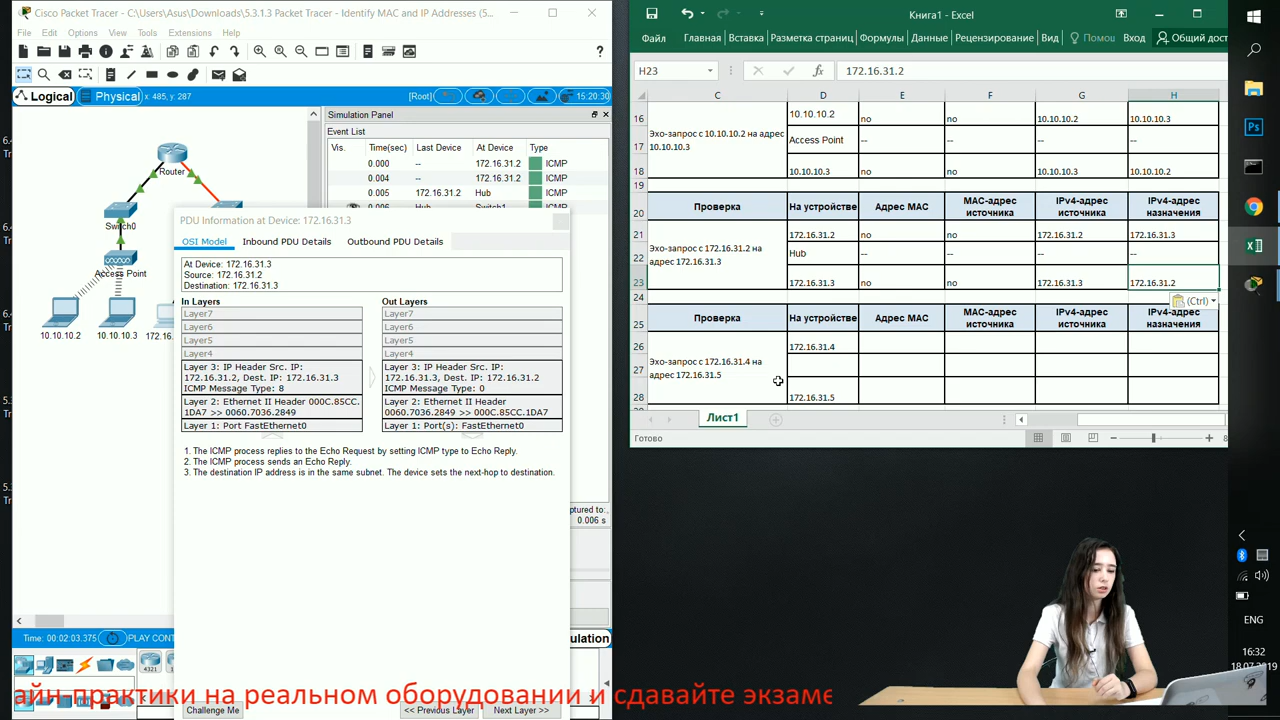 Cisco Packet Tracer - C:\Users\Asus\Downloads\5.3.1.3 Packet Tracer - Identify MAC and IP Addresses (5...
File Edit Options View Tools Extensions Help
Logical Physical x: 485, y: 287 [Root] 15:20:30
Simulation Panel
Event List
Vis. Time(sec) Last Device At Device Type
0.000 -- 172.16.31.2 ICMP
0.004 -- 172.16.31.2 ICMP
0.005 172.16.31.2 Hub ICMP
0.006 Hub Switch1
Router
Switch0
Access Point
10.10.10.2 10.10.10.3 172.16
PDU Information at Device: 172.16.31.3
OSI Model Inbound PDU Details Outbound PDU Details
At Device: 172.16.31.3
Source: 172.16.31.2
Destination: 172.16.31.3
In Layers Out Layers
Layer7 Layer7
Layer6 Layer6
Layer5 Layer5
Layer4 Layer4
Layer 3: IP Header Src. IP: Layer 3: IP Header Src. IP:
172.16.31.2, Dest. IP: 172.16.31.3 172.16.31.3, Dest. IP: 172.16.31.2
ICMP Message Type: 8 ICMP Message Type: 0
Layer 2: Ethernet II Header 000C.85CC. Layer 2: Ethernet II Header
1DA7 >> 0060.7036.2849 0060.7036.2849 >> 000C.85CC.1DA7
Layer 1: Port FastEthernet0 Layer 1: Port(s): FastEthernet0
1. The ICMP process replies to the Echo Request by setting ICMP type to Echo Reply.
2. The ICMP process sends an Echo Reply.
3. The destination IP address is in the same subnet. The device sets the next-hop to destination.
ptured to:
0.006 s
Time: 00:02:03.375 PLAY CONT ulation
4321
Challenge Me << Previous Layer Next Layer >>
Книга1 - Excel
Файл Главная Вставка Разметка страниц Формулы Данные Рецензирование Вид Помощ Вход Общий дост
H23 fx 172.16.31.2
C D E F G H
16 10.10.10.2 no no 10.10.10.2 10.10.10.3
17 Эхо-запрос с 10.10.10.2 на адрес 10.10.10.3 Access Point -- -- -- --
18 10.10.10.3 no no 10.10.10.3 10.10.10.2
19
20 Проверка На устройстве Адрес MAC MAC-адрес источника IPv4-адрес источника IPv4-адрес назначения
21 172.16.31.2 no no 172.16.31.2 172.16.31.3
22 Эхо-запрос с 172.16.31.2 на адрес 172.16.31.3 Hub -- -- -- --
23 172.16.31.3 no no 172.16.31.3 172.16.31.2
24 (Ctrl)
25 Проверка На устройстве Адрес MAC MAC-адрес источника IPv4-адрес источника IPv4-адрес назначения
26 172.16.31.4
27 Эхо-запрос с 172.16.31.4 на адрес 172.16.31.5
28 172.16.31.5
Лист1
Готово
ENG
16:32
18.07.2019
айн-практики на реальном оборудовании и сдавайте экзаме